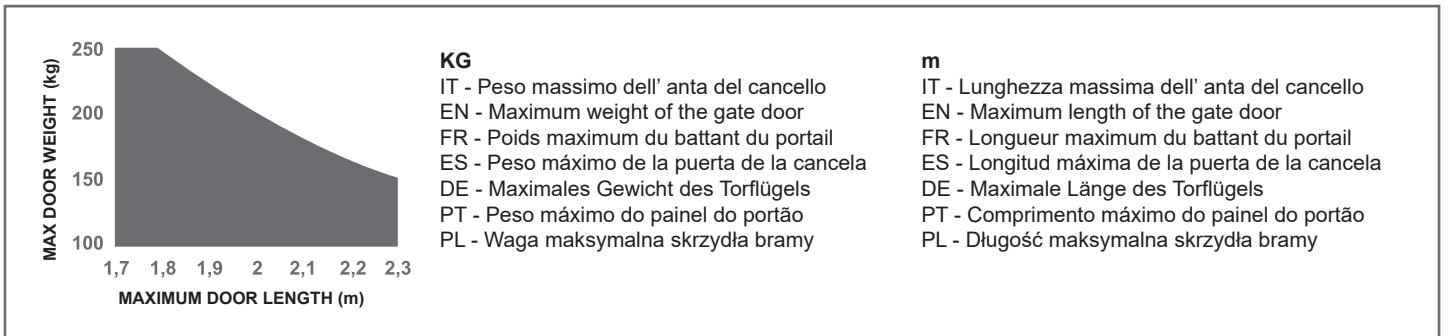 MAX DOOR WEIGHT (kg)
250
200
150
100
1,7 1,8 1,9 2 2,1 2,2 2,3
MAXIMUM DOOR LENGTH (m)
KG
IT - Peso massimo dell’ anta del cancello
EN - Maximum weight of the gate door
FR - Poids maximum du battant du portail
ES - Peso máximo de la puerta de la cancela
DE - Maximales Gewicht des Torflügels
PT - Peso máximo do painel do portão
PL - Waga maksymalna skrzydła bramy
m
IT - Lunghezza massima dell’ anta del cancello
EN - Maximum length of the gate door
FR - Longueur maximum du battant du portail
ES - Longitud máxima de la puerta de la cancela
DE - Maximale Länge des Torflügels
PT - Comprimento máximo do painel do portão
PL - Długość maksymalna skrzydła bramy